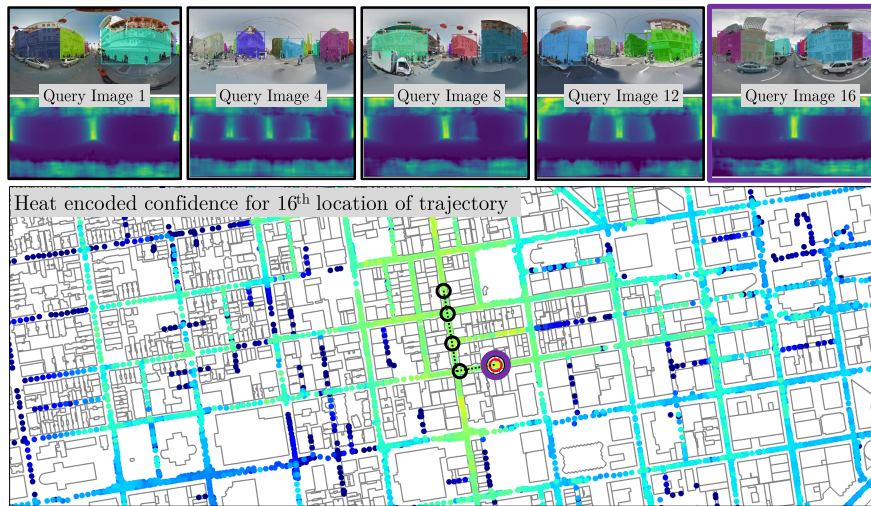 Query Image 1
Query Image 4
Query Image 8
Query Image 12
Query Image 16
Heat encoded confidence for 16th location of trajectory